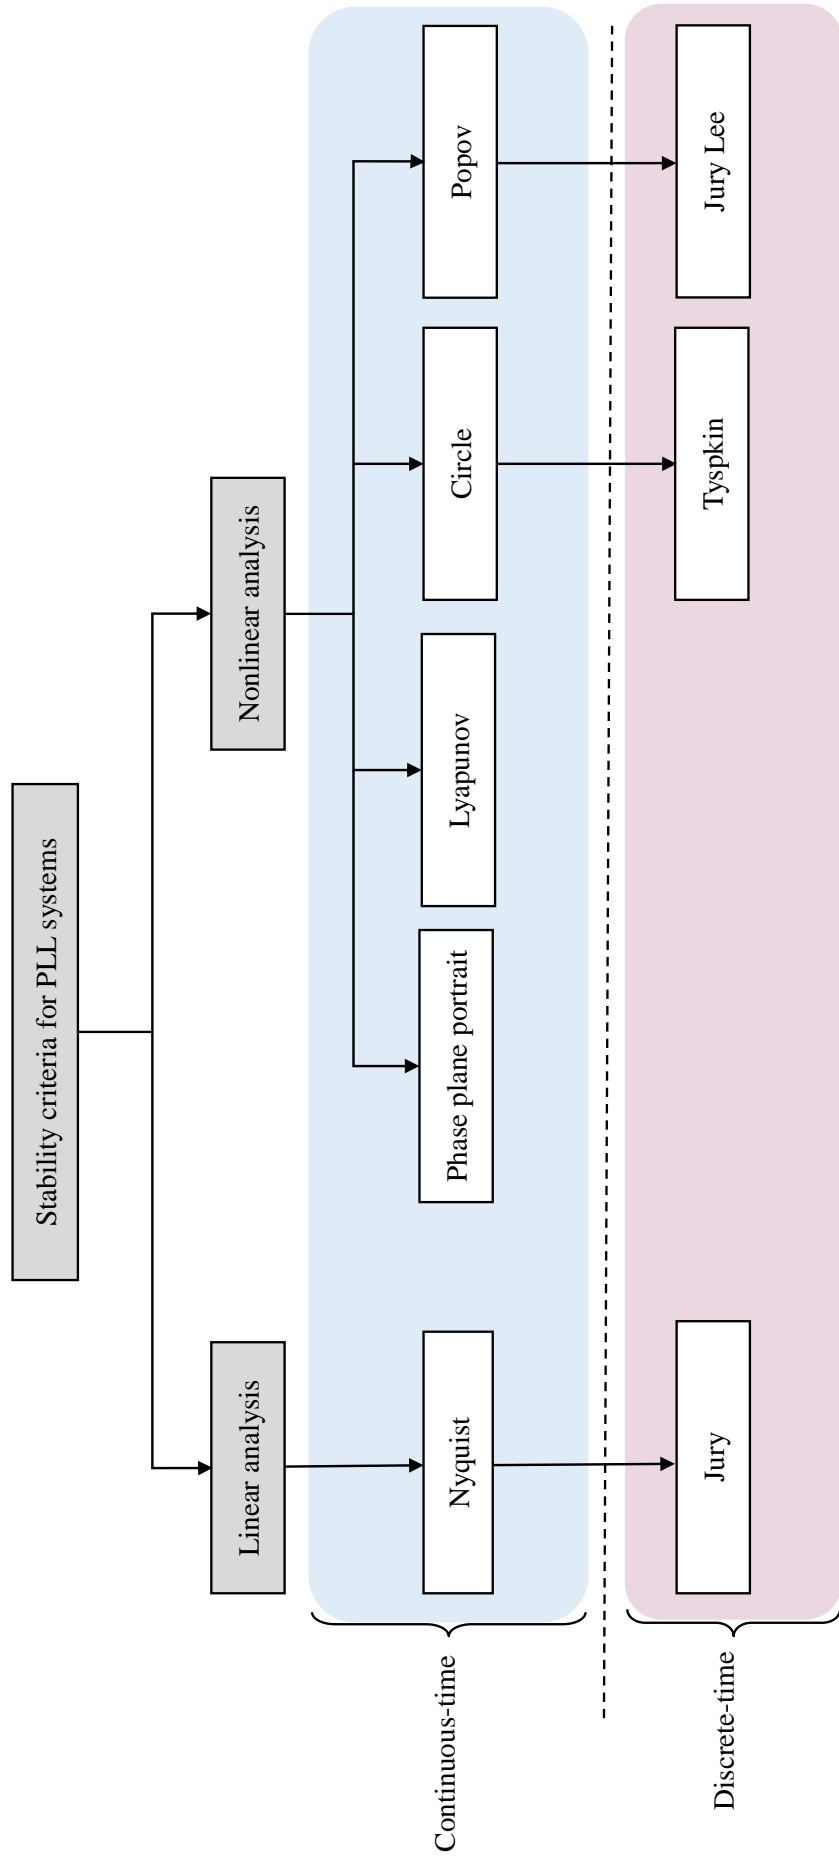 Stability criteria for PLL systems
Linear analysis
Nonlinear analysis
Continuous-time
Nyquist
Phase plane portrait
Lyapunov
Circle
Popov
Discrete-time
Jury
Tyspkin
Jury Lee